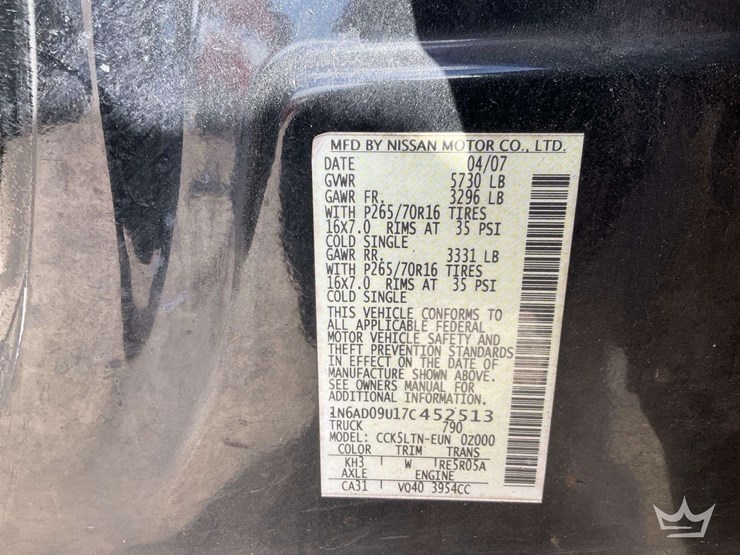 MFD BY NISSAN MOTOR CO., LTD.
DATE 04/07
GVWR 5730 LB
GAWR FR. 3296 LB
WITH P265/70R16 TIRES
16X7.0 RIMS AT 35 PSI
COLD SINGLE
GAWR RR. 3331 LB
WITH P265/70R16 TIRES
16X7.0 RIMS AT 35 PSI
COLD SINGLE
THIS VEHICLE CONFORMS TO
ALL APPLICABLE FEDERAL
MOTOR VEHICLE SAFETY AND
THEFT PREVENTION STANDARDS
IN EFFECT ON THE DATE OF
MANUFACTURE SHOWN ABOVE.
SEE OWNERS MANUAL FOR
ADDITIONAL INFORMATION.
1N6AD09U17C452513
TRUCK 790
MODEL: CCK5LTN-EUN 0Z000
COLOR TRIM TRANS
KH3 W RE5R05A
AXLE ENGINE
CA31 VQ40 3954CC